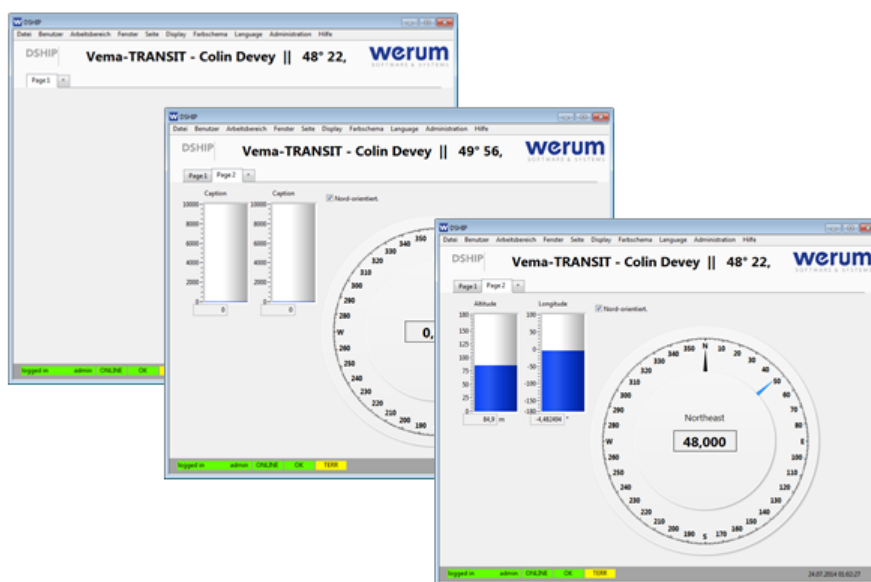 DSHIP
Datei Benutzer Arbeitsbereich Fenster Seite Display Farbschema Language Administration Hilfe
DSHIP Vema-TRANSIT - Colin Devey || 48° 22, werum
SOFTWARE & SYSTEMS
Page 1 +
logged in admin ONLINE OK
DSHIP
Datei Benutzer Arbeitsbereich Fenster Seite Display Farbschema Language Administration Hilfe
DSHIP Vema-TRANSIT - Colin Devey || 49° 56, werum
SOFTWARE & SYSTEMS
Page 1 Page 2 +
Caption Caption
Nord-orientiert.
10000 10000
8000 8000
6000 6000
4000 4000
2000 2000
0 0
0 0
350
340
330
320
310
300
290
280
W
260
250
240
230
220
210
200
190
0,
logged in admin ONLINE OK TERR
DSHIP
Datei Benutzer Arbeitsbereich Fenster Seite Display Farbschema Language Administration Hilfe
DSHIP Vema-TRANSIT - Colin Devey || 48° 22, werum
SOFTWARE & SYSTEMS
Page 1 Page 2 +
Altitude Longitude
Nord-orientiert.
180 100
150 50
125 0
100 -50
75 -100
50 -150
25 -180
0
84,9 m -4,482494 °
N
10
20
30
40
50
60
70
80
E
100
110
120
130
140
150
160
170
S
190
200
210
220
230
240
250
260
W
280
290
300
310
320
330
340
350
Northeast
48,000
logged in admin ONLINE OK TERR 24.07.2014 01:02:27